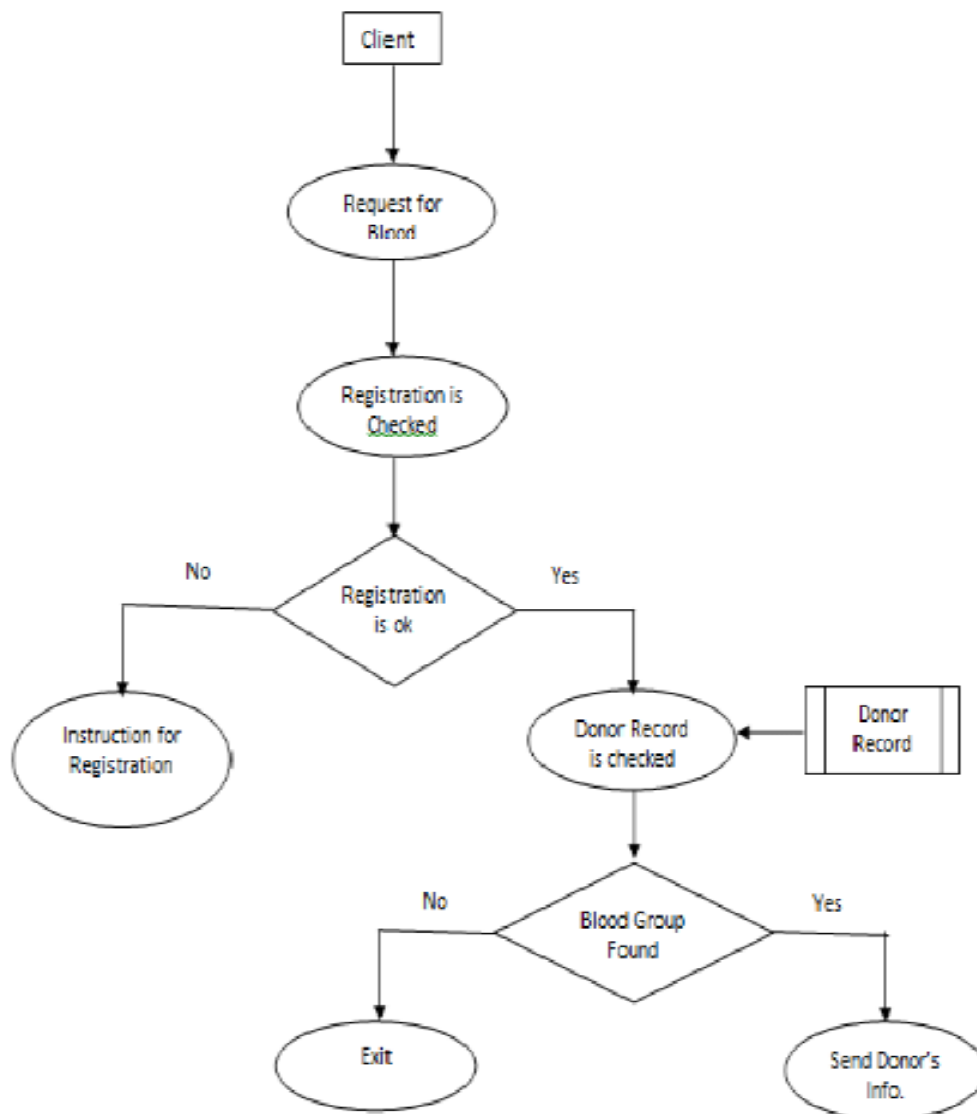 Client
Request for
Blood
Registration is
Checked
No
Yes
Registration
is ok
Instruction for
Registration
Donor Record
is checked
Donor
Record
No
Yes
Blood Group
Found
Exit
Send Donor's
Info.